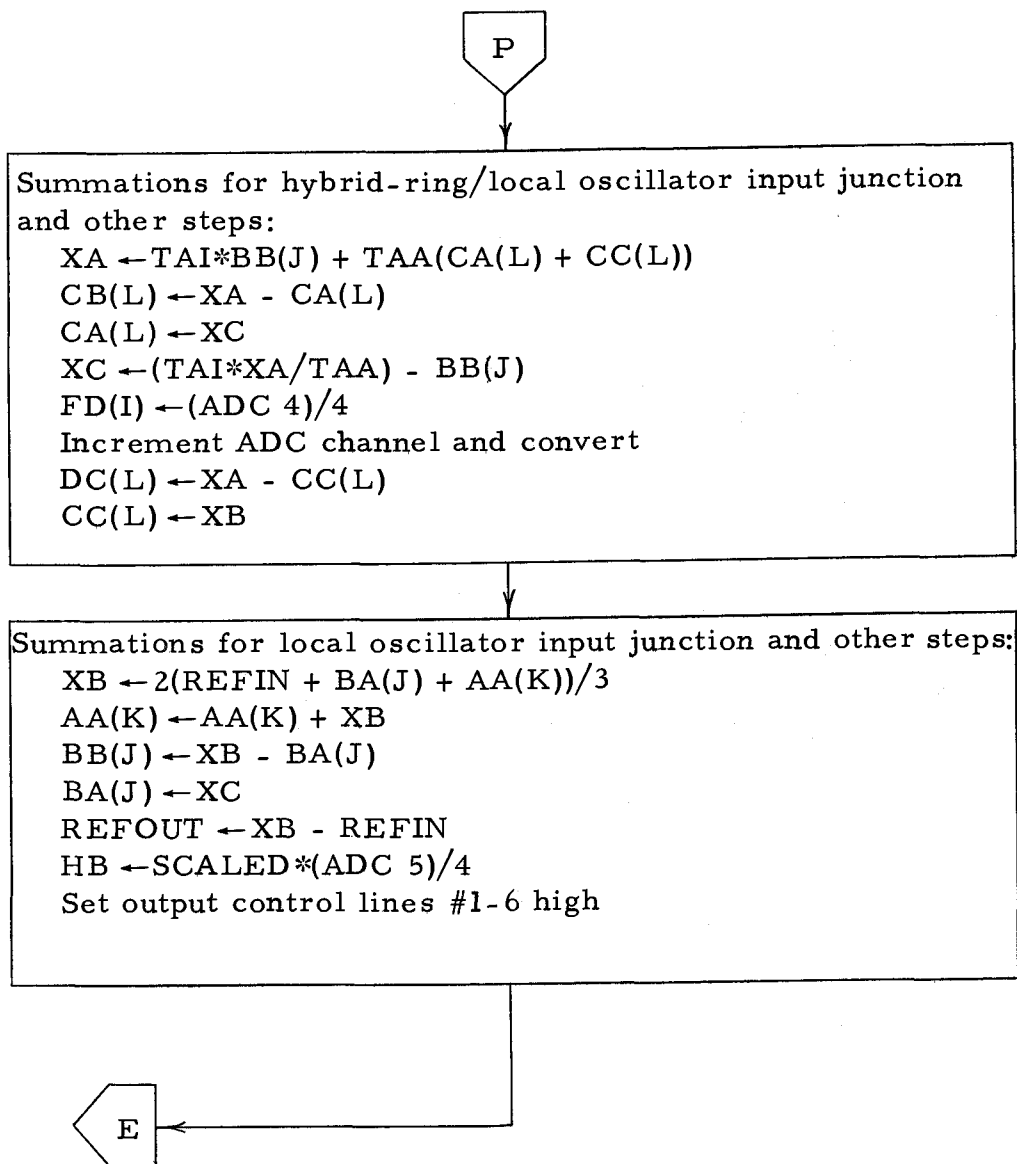 P
Summations for hybrid-ring/local oscillator input junction
and other steps:
XA ←TAI*BB(J) + TAA(CA(L) + CC(L))
CB(L) ←XA - CA(L)
CA(L) ←XC
XC ←(TAI*XA/TAA) - BB(J)
FD(I) ←(ADC 4)/4
Increment ADC channel and convert
DC(L) ←XA - CC(L)
CC(L) ←XB
Summations for local oscillator input junction and other steps:
XB ←2(REFIN + BA(J) + AA(K))/3
AA(K) ←AA(K) + XB
BB(J) ←XB - BA(J)
BA(J) ←XC
REFOUT ←XB - REFIN
HB ←SCALED*(ADC 5)/4
Set output control lines #1-6 high
E